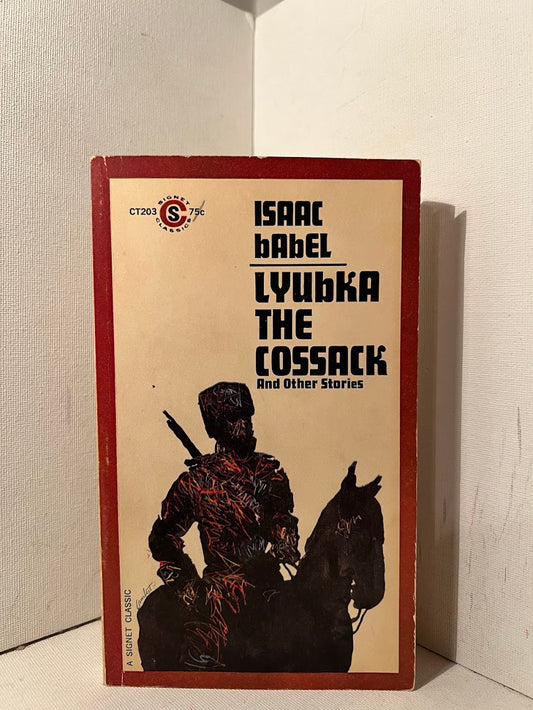 CT203 SIGNET CLASSICS 75c
ISAAC
bAbEL
LYUbKA
THE
COSSACK
And Other Stories
A SIGNET CLASSIC